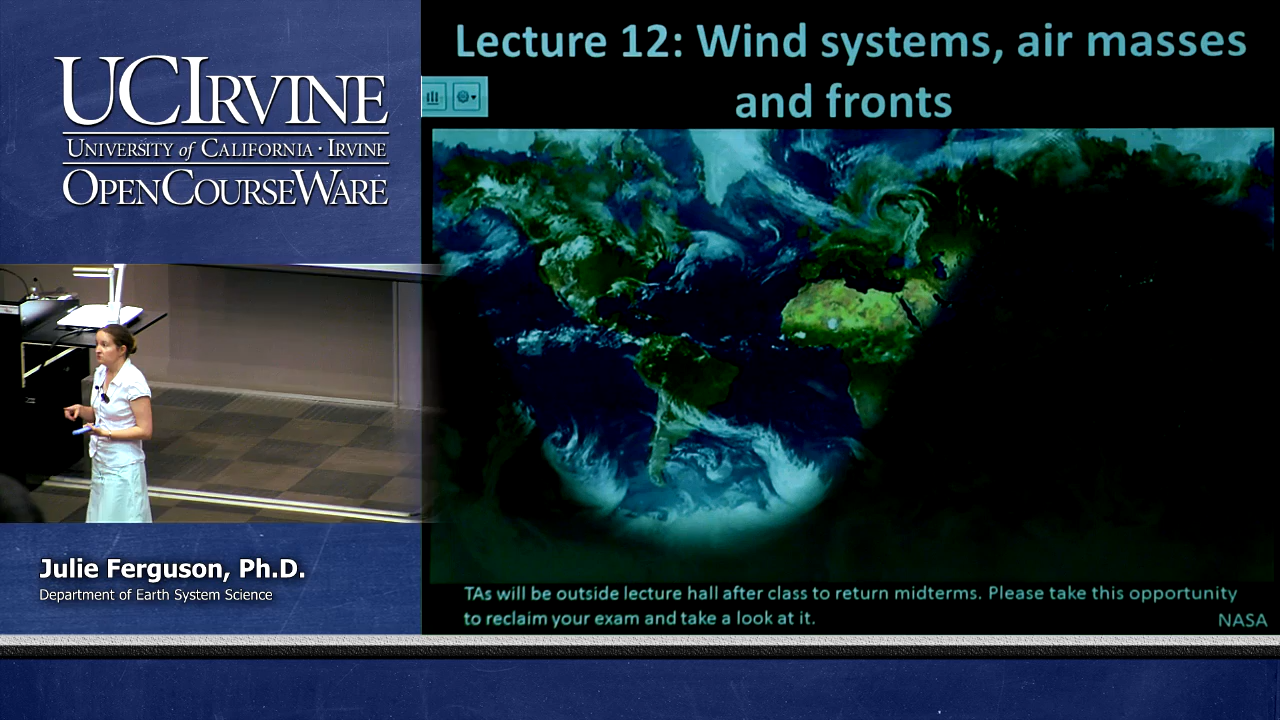 UCIRVINE
UNIVERSITY of CALIFORNIA · IRVINE
OPENCOURSEWARE
Lecture 12: Wind systems, air masses
and fronts
Julie Ferguson, Ph.D.
Department of Earth System Science
TAs will be outside lecture hall after class to return midterms. Please take this opportunity
to reclaim your exam and take a look at it.
NASA